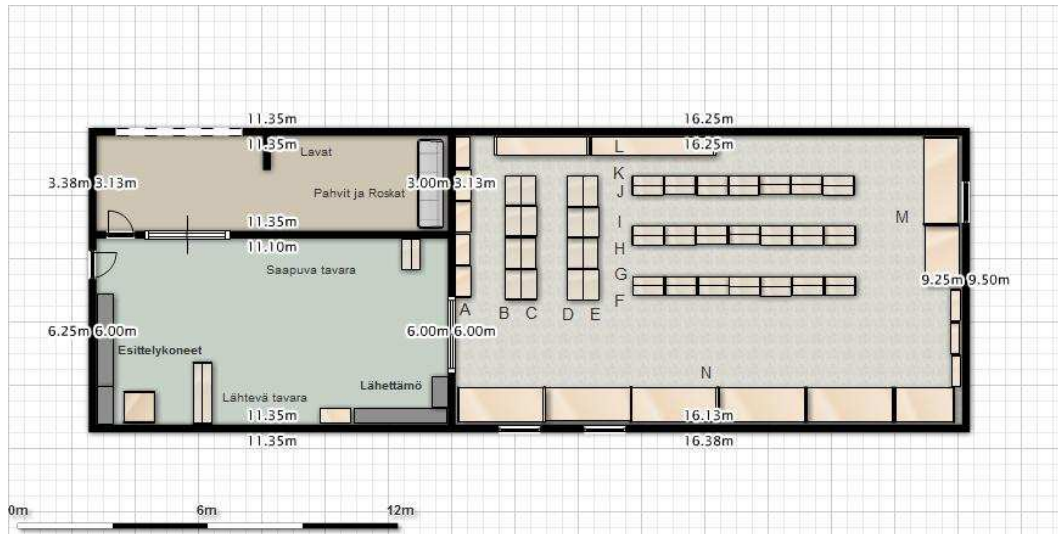 11.35m
16.25m
11.35m
16.25m
Lavat
L
K
3.38m 3.13m
3.00m 3.13m
J
Pahvit ja Roskat
M
11.35m
I
11.10m
H
Saapuva tavara
G
9.25m 9.50m
F
A
B
C
D
E
6.25m 6.00m
6.00m 6.00m
Esittelykoneet
N
Lähettämö
Lähtevä tavara
11.35m
16.13m
11.35m
16.38m
0m
6m
12m